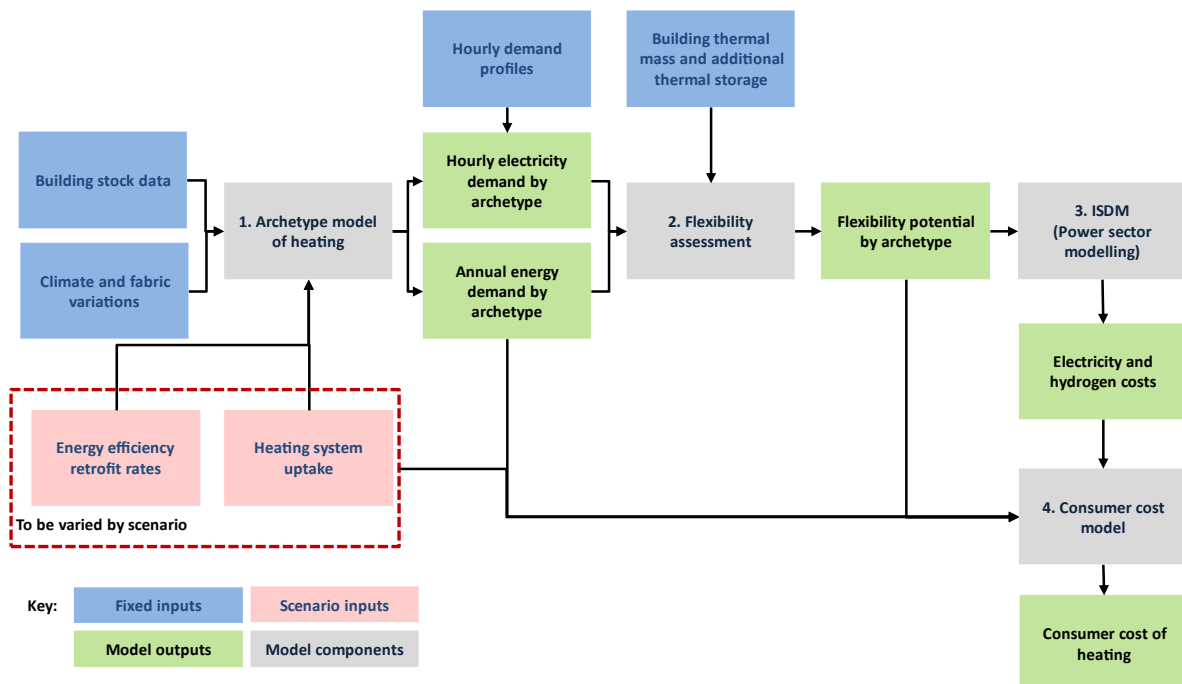 Hourly demand
profiles
Building thermal
mass and additional
thermal storage
Building stock data
Climate and fabric
variations
1. Archetype model
of heating
Hourly electricity
demand by
archetype
Annual energy
demand by
archetype
2. Flexibility
assessment
Flexibility potential
by archetype
3. ISDM
(Power sector
modelling)
Electricity and
hydrogen costs
Energy efficiency
retrofit rates
Heating system
uptake
To be varied by scenario
4. Consumer cost
model
Consumer cost of
heating
Key:
Fixed inputs
Scenario inputs
Model outputs
Model components